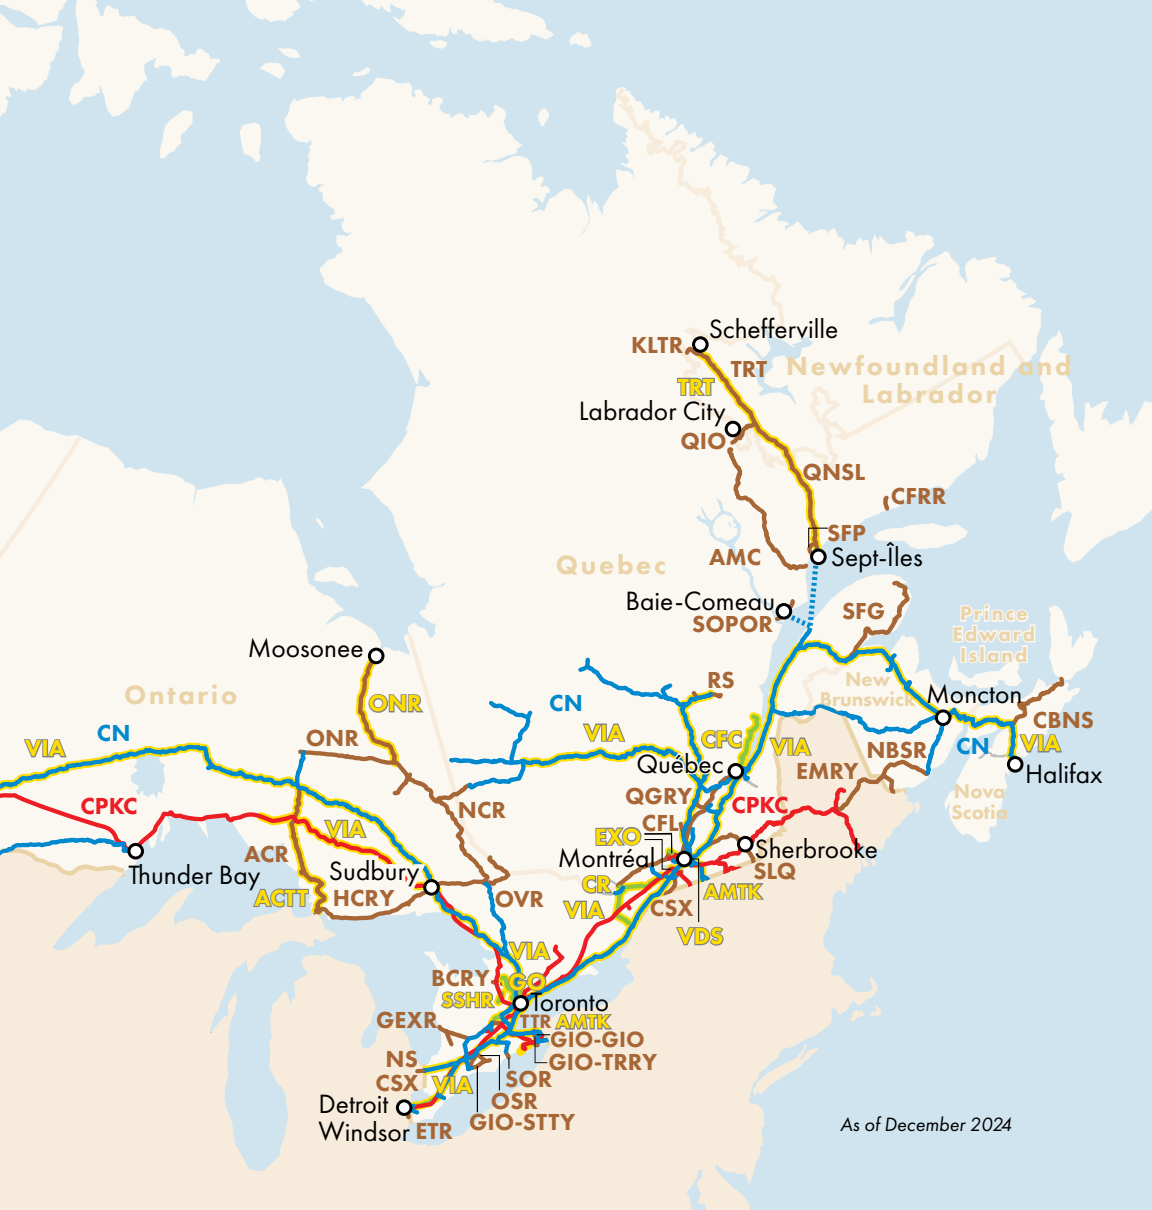 Schefferville
KLTR
TRT
Newfoundland and
Labrador
TRT
Labrador City
QIO
QNSL
CFRR
SFP
AMC
Sept-Îles
Quebec
Baie-Comeau
SOPOR
SFG
Prince
Edward
Island
Moosonee
RS
New
Brunswick
Ontario
ONR
CN
Moncton
CBNS
VIA
CN
ONR
VIA
CFC
VIA
NBSR
CN
VIA
Québec
EMRY
Halifax
CPKC
NCR
QGRY
CPKC
Nova
Scotia
VIA
CFL
EXO
ACR
Montréal
Sherbrooke
Thunder Bay
Sudbury
SLQ
ACTT
HCRY
OVR
CR
AMTK
VIA
CSX
VDS
VIA
BCRY
GO
SSHR
Toronto
GEXR
TTR
AMTK
GIO-GIO
NS
GIO-TRRY
CSX
VIA
SOR
OSR
Detroit
GIO-STTY
Windsor
ETR
As of December 2024